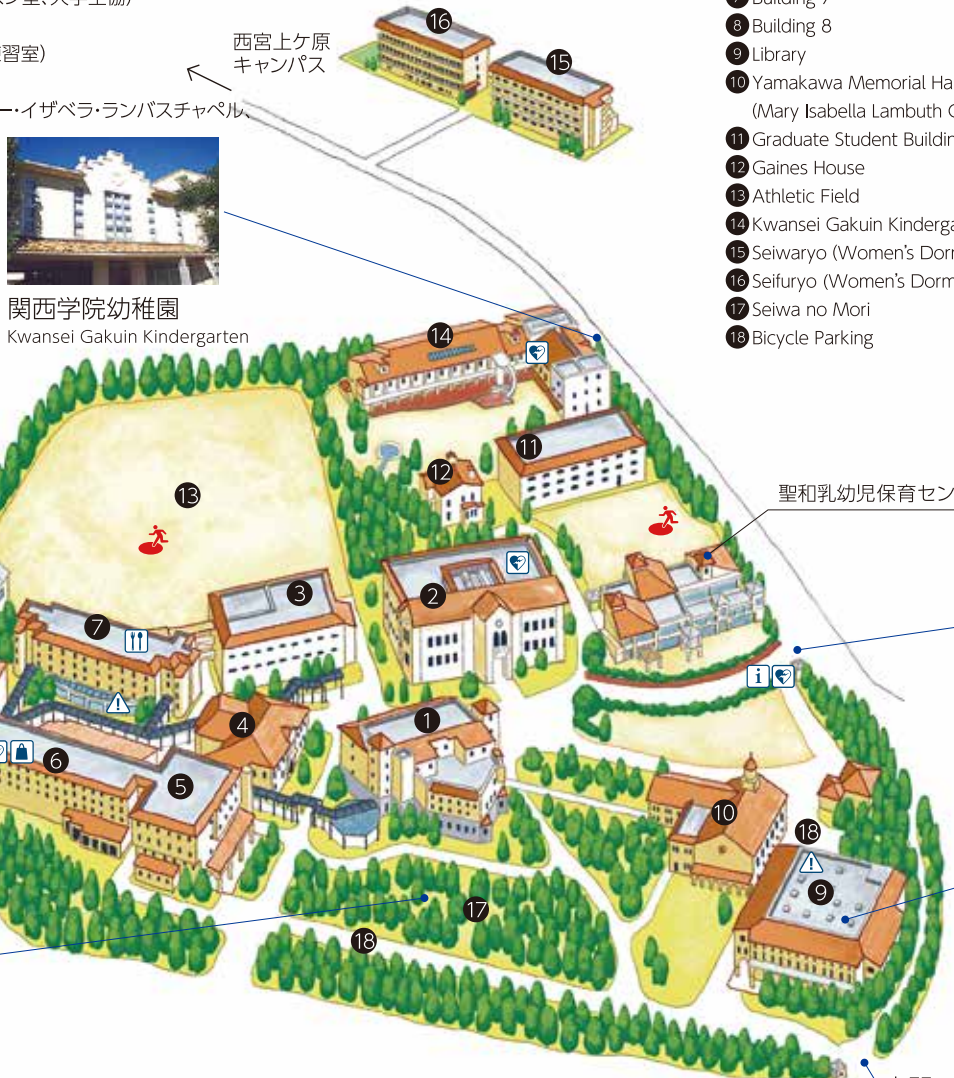 習室)
ー・イザベラ・ランバスチャペル、
関西学院幼稚園
Kwansei Gakuin Kindergarten
西宮上ケ原
キャンパス
7 Building 7
8 Building 8
9 Library
10 Yamakawa Memorial Ha
(Mary Isabella Lambuth C
11 Graduate Student Buildin
12 Gaines House
13 Athletic Field
14 Kwansei Gakuin Kinderga
15 Seiwaryo (Women's Dorm
16 Seifuryo (Women's Dorm
17 Seiwa no Mori
18 Bicycle Parking
16
15
14
11
12
13
聖和乳幼児保育セン
3
2
7
i
4
1
6
5
10
18
9
17
18